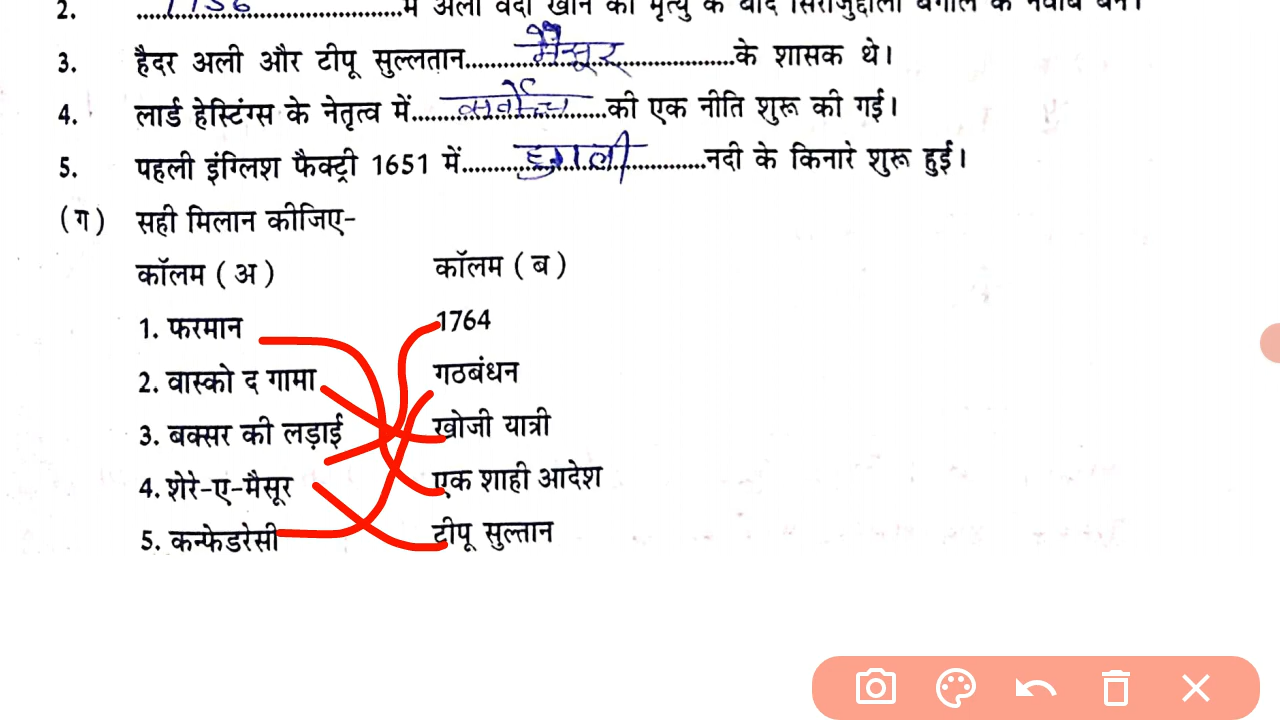 2. 1756 में अली वर्दी खान की मृत्यु के बाद सिराजुद्दौला बंगाल के नवाब बने।
3. हैदर अली और टीपू सुल्लतान......मैसूर......के शासक थे।
4. लार्ड हेस्टिंग्स के नेतृत्व में......सर्वोच्च......की एक नीति शुरू की गई।
5. पहली इंग्लिश फैक्ट्री 1651 में......हुगली......नदी के किनारे शुरू हुई।
(ग) सही मिलान कीजिए-
कॉलम ( अ ) कॉलम ( ब )
1. फरमान 1764
2. वास्को द गामा गठबंधन
3. बक्सर की लड़ाई खोजी यात्री
4. शेरे-ए-मैसूर एक शाही आदेश
5. कन्फेडरेसी टीपू सुल्तान